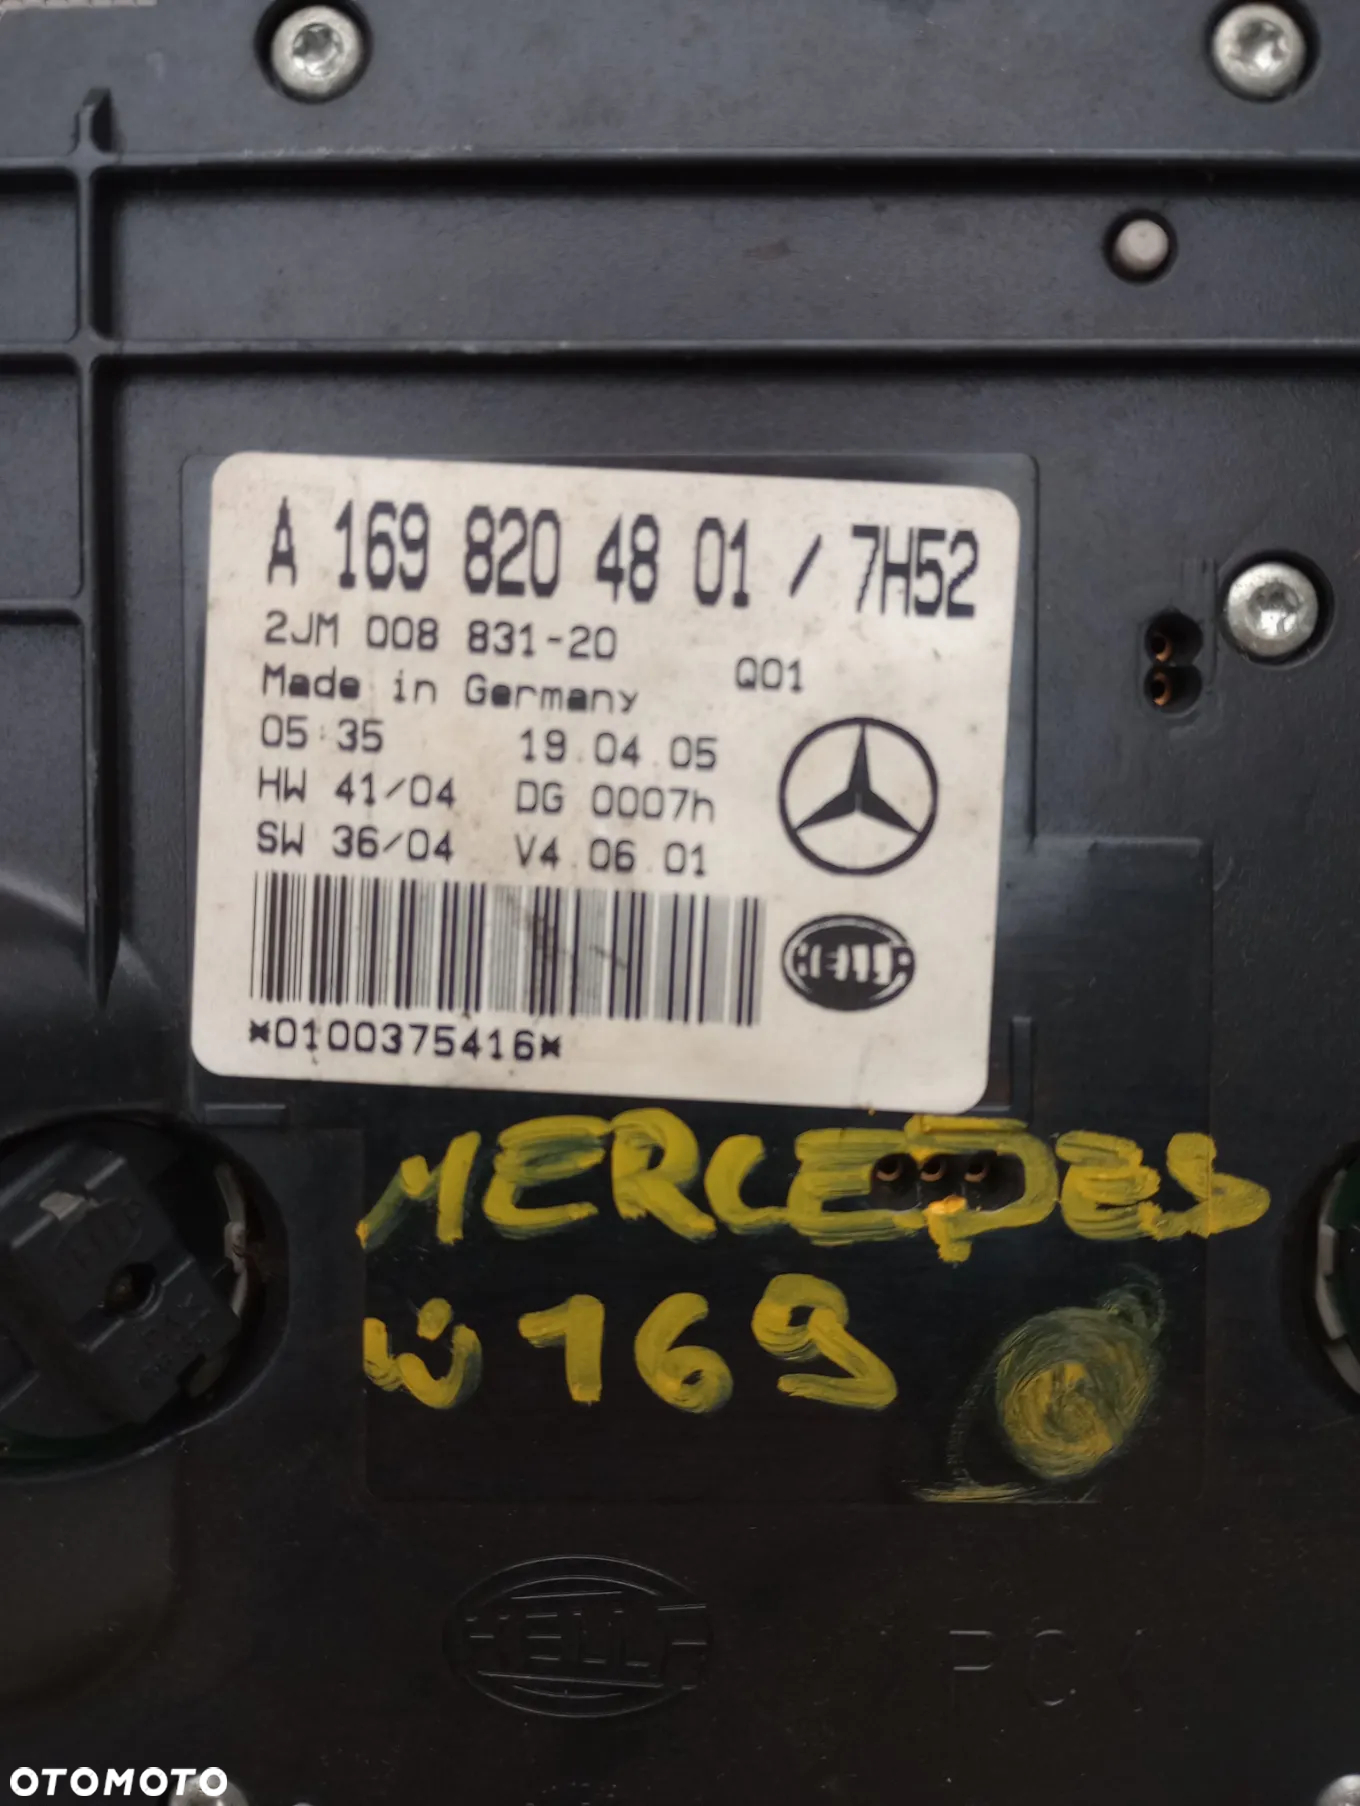 A 169 820 48 01 / 7H52
2JM 008 831-20
Made in Germany Q01
05:35 19.04.05
HW 41/04 DG 0007h
SW 36/04 V4.06.01
HELLA
*0100375416*
MERCEDES
W169
HELLA
OTOMOTO